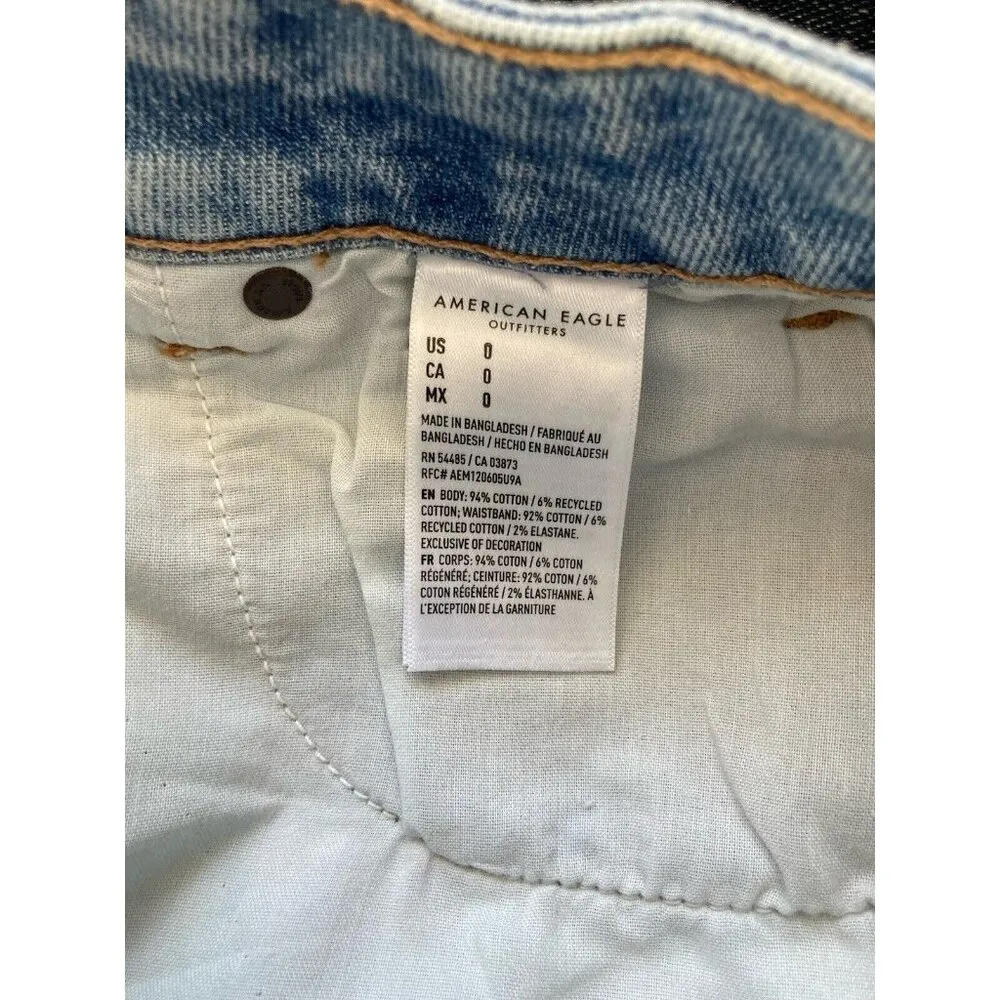 AMERICAN EAGLE
OUTFITTERS
US 0
CA 0
MX 0
MADE IN BANGLADESH / FABRIQUÉ AU
BANGLADESH / HECHO EN BANGLADESH
RN 54485 / CA 03873
RFC# AEM120605U9A
EN BODY: 94% COTTON / 6% RECYCLED
COTTON; WAISTBAND: 92% COTTON / 6%
RECYCLED COTTON / 2% ELASTANE.
EXCLUSIVE OF DECORATION
FR CORPS: 94% COTON / 6% COTON
RÉGÉNÉRÉ; CEINTURE: 92% COTON / 6%
COTON RÉGÉNÉRÉ / 2% ÉLASTHANNE. À
L'EXCEPTION DE LA GARNITURE